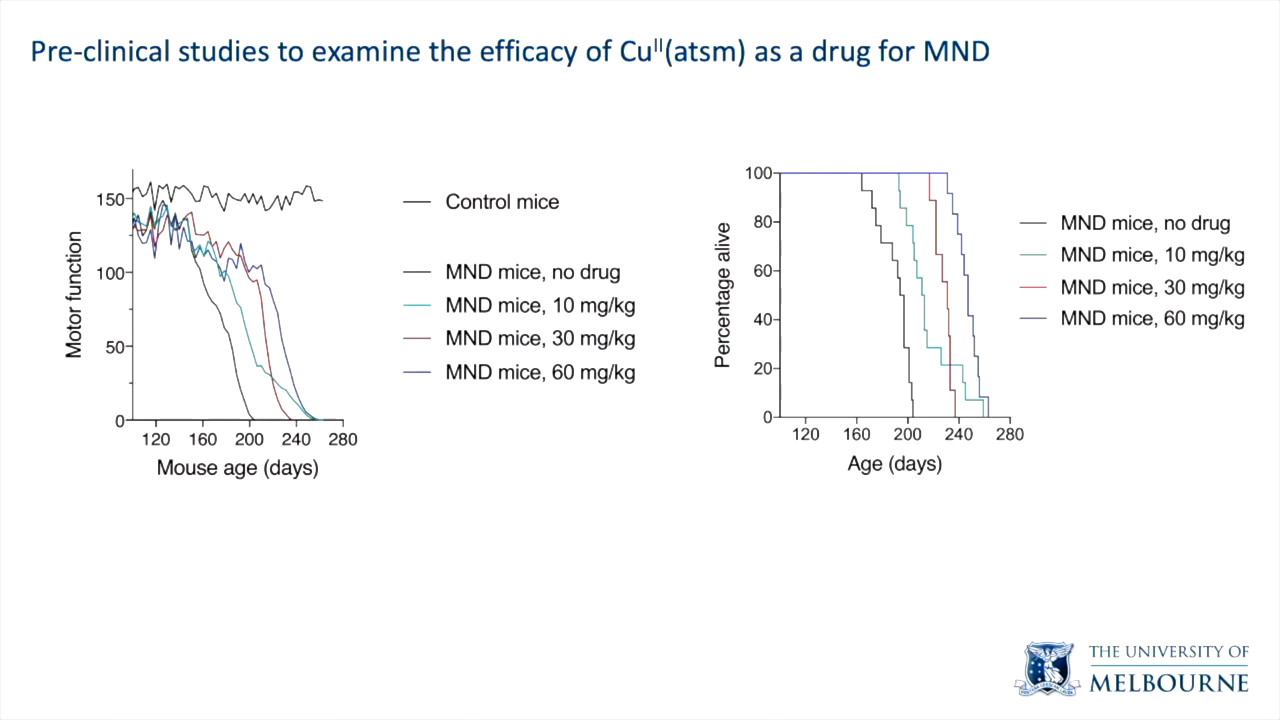 Pre-clinical studies to examine the efficacy of CuII(atsm) as a drug for MND
Motor function
150
100
50
0
120 160 200 240 280
Mouse age (days)
Control mice
MND mice, no drug
MND mice, 10 mg/kg
MND mice, 30 mg/kg
MND mice, 60 mg/kg
Percentage alive
100
80
60
40
20
0
120 160 200 240 280
Age (days)
MND mice, no drug
MND mice, 10 mg/kg
MND mice, 30 mg/kg
MND mice, 60 mg/kg
THE UNIVERSITY OF
MELBOURNE